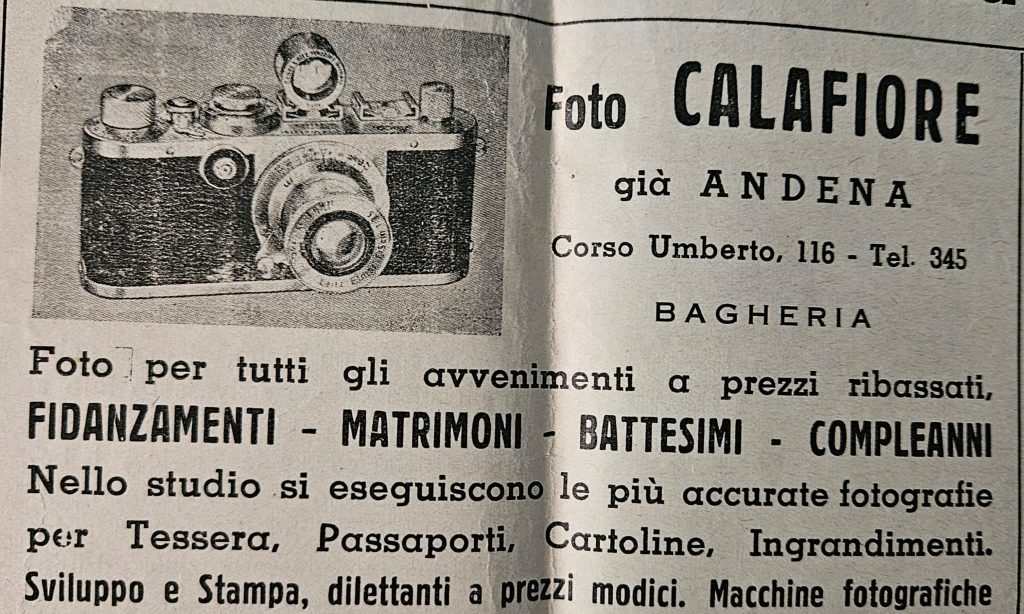 Foto CALAFIORE
già ANDENA
Corso Umberto, 116 - Tel. 345
BAGHERIA
Foto per tutti gli avvenimenti a prezzi ribassati,
FIDANZAMENTI - MATRIMONI - BATTESIMI - COMPLEANNI
Nello studio si eseguiscono le più accurate fotografie
per Tessera, Passaporti, Cartoline, Ingrandimenti.
Sviluppo e Stampa, dilettanti a prezzi modici. Macchine fotografiche